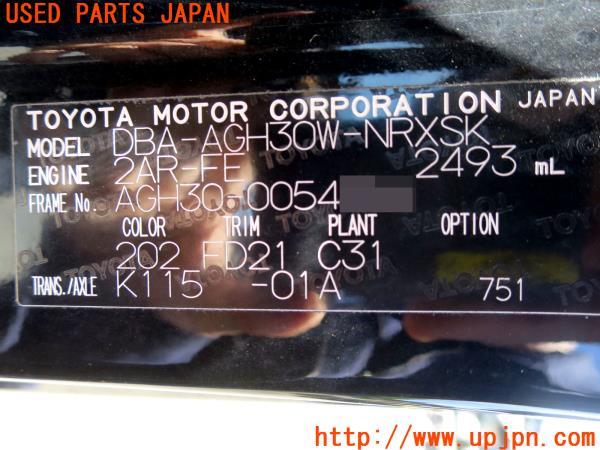 USED PARTS JAPAN
TOYOTA MOTOR CORPORATION JAPAN
MODEL DBA-AGH30W-NRXSK
ENGINE 2AR-FE 2493 mL
FRAME No. AGH30-0054
COLOR TRIM PLANT OPTION
202 FD21 C31
TRANS./AXLE K115 -01A 751
http://www.upjpn.com/